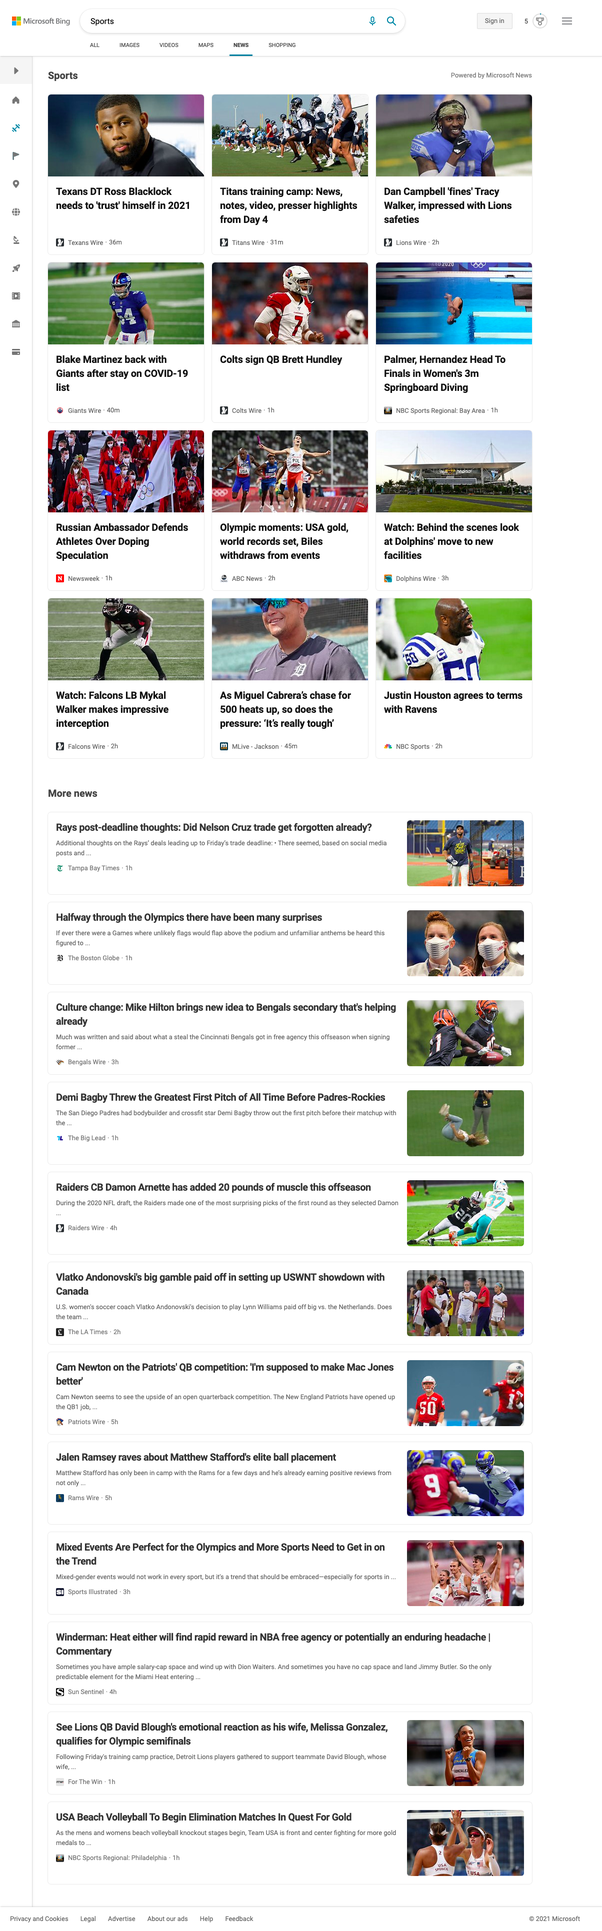 Microsoft Bing
Sports
Sign in
5
ALL
IMAGES
VIDEOS
MAPS
NEWS
SHOPPING
Sports
Powered by Microsoft News
Texans DT Ross Blacklock
needs to 'trust' himself in 2021
Texans Wire · 36m
Titans training camp: News,
notes, video, presser highlights
from Day 4
Titans Wire · 31m
Dan Campbell 'fines' Tracy
Walker, impressed with Lions
safeties
Lions Wire · 2h
Blake Martinez back with
Giants after stay on COVID-19
list
Giants Wire · 40m
Colts sign QB Brett Hundley
Colts Wire · 1h
Palmer, Hernandez Head To
Finals in Women's 3m
Springboard Diving
NBC Sports Regional: Bay Area · 1h
Russian Ambassador Defends
Athletes Over Doping
Speculation
Newsweek · 1h
Olympic moments: USA gold,
world records set, Biles
withdraws from events
ABC News · 2h
Watch: Behind the scenes look
at Dolphins' move to new
facilities
Dolphins Wire · 3h
Watch: Falcons LB Mykal
Walker makes impressive
interception
Falcons Wire · 2h
As Miguel Cabrera's chase for
500 heats up, so does the
pressure: 'It's really tough'
MLive - Jackson · 45m
Justin Houston agrees to terms
with Ravens
NBC Sports · 2h
More news
Rays post-deadline thoughts: Did Nelson Cruz trade get forgotten already?
Additional thoughts on the Rays' deals leading up to Friday's trade deadline: • There seemed, based on social media
posts and ...
Tampa Bay Times · 1h
Halfway through the Olympics there have been many surprises
If ever there were a Games where unlikely flags would flap above the podium and unfamiliar anthems be heard this
figured to ...
The Boston Globe · 1h
Culture change: Mike Hilton brings new idea to Bengals secondary that's helping
already
Much was written and said about what a steal the Cincinnati Bengals got in free agency this offseason when signing
former ...
Bengals Wire · 3h
Demi Bagby Threw the Greatest First Pitch of All Time Before Padres-Rockies
The San Diego Padres had bodybuilder and crossfit star Demi Bagby throw out the first pitch before their matchup with
the ...
The Big Lead · 1h
Raiders CB Damon Arnette has added 20 pounds of muscle this offseason
During the 2020 NFL draft, the Raiders made one of the most surprising picks of the first round as they selected Damon
...
Raiders Wire · 4h
Vlatko Andonovski's big gamble paid off in setting up USWNT showdown with
Canada
U.S. women's soccer coach Vlatko Andonovski's decision to play Lynn Williams paid off big vs. the Netherlands. Does
the team ...
The LA Times · 2h
Cam Newton on the Patriots' QB competition: 'I'm supposed to make Mac Jones
better'
Cam Newton seems to see the upside of an open quarterback competition. The New England Patriots have opened up
the QB1 job, ...
Patriots Wire · 5h
Jalen Ramsey raves about Matthew Stafford's elite ball placement
Matthew Stafford has only been in camp with the Rams for a few days and he's already earning positive reviews from
not only ...
Rams Wire · 5h
Mixed Events Are Perfect for the Olympics and More Sports Need to Get in on
the Trend
Mixed-gender events would not work in every sport, but it's a trend that should be embraced—especially for sports in ...
Sports Illustrated · 3h
Winderman: Heat either will find rapid reward in NBA free agency or potentially an enduring headache |
Commentary
Sometimes you have ample salary-cap space and wind up with Dion Waiters. And sometimes you have no cap space and land Jimmy Butler. So the only
predictable element for the Miami Heat entering ...
Sun Sentinel · 4h
See Lions QB David Blough's emotional reaction as his wife, Melissa Gonzalez,
qualifies for Olympic semifinals
Following Friday's training camp practice, Detroit Lions players gathered to support teammate David Blough, whose
wife, ...
For The Win · 1h
USA Beach Volleyball To Begin Elimination Matches In Quest For Gold
As the mens and womens beach volleyball knockout stages begin, Team USA is front and center fighting for more gold
medals to ...
NBC Sports Regional: Philadelphia · 1h
Privacy and Cookies
Legal
Advertise
About our ads
Help
Feedback
© 2021 Microsoft